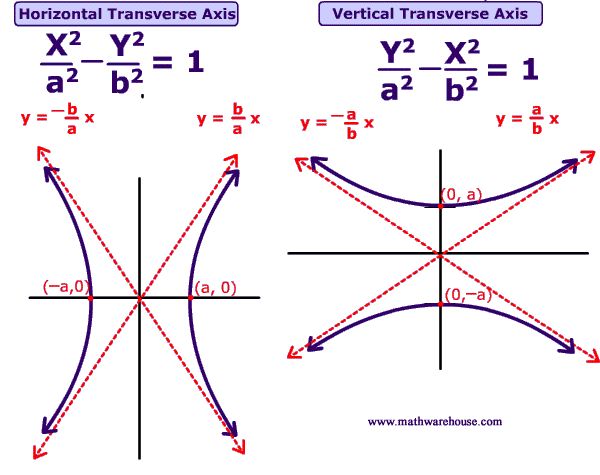 Horizontal Transverse Axis
X²/a² − Y²/b² = 1
y = −b/a x
y = b/a x
(−a,0)
(a, 0)
Vertical Transverse Axis
Y²/a² − X²/b² = 1
y = −a/b x
y = a/b x
(0, a)
(0,−a)
www.mathwarehouse.com